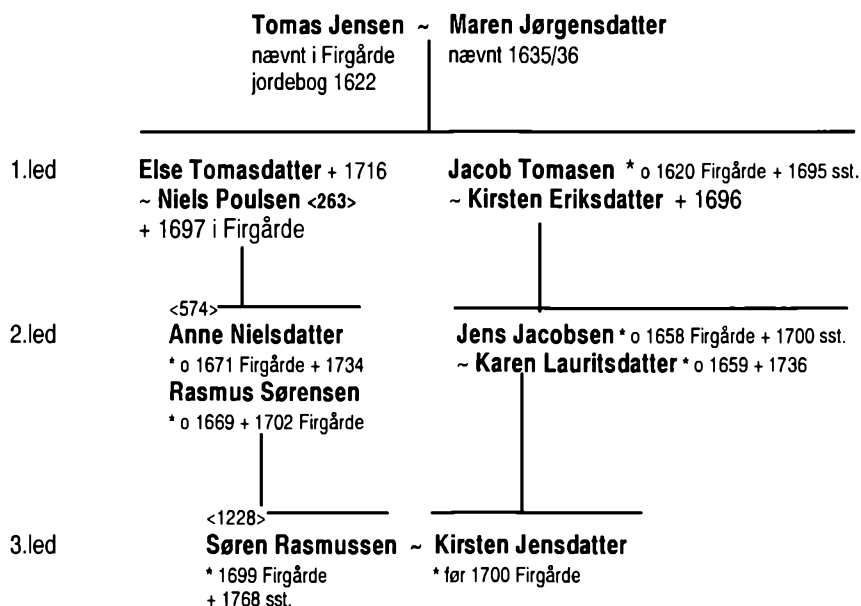 Tomas Jensen ~ Maren Jørgensdatter
nævnt i Firgårde nævnt 1635/36
jordebog 1622
1.led Else Tomasdatter + 1716 Jacob Tomasen * o 1620 Firgårde + 1695 sst.
~ Niels Poulsen <263> ~ Kirsten Eriksdatter + 1696
+ 1697 i Firgårde
<574>
2.led Anne Nielsdatter Jens Jacobsen * o 1658 Firgårde + 1700 sst.
* o 1671 Firgårde + 1734 ~ Karen Lauritsdatter * o 1659 + 1736
Rasmus Sørensen
* o 1669 + 1702 Firgårde
<1228>
3.led Søren Rasmussen ~ Kirsten Jensdatter
* 1699 Firgårde * før 1700 Firgårde
+ 1768 sst.